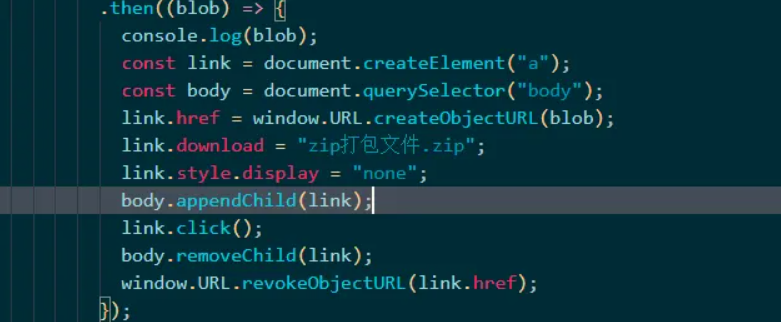 .then((blob) => {
console.log(blob);
const link = document.createElement("a");
const body = document.querySelector("body");
link.href = window.URL.createObjectURL(blob);
link.download = "zip打包文件.zip";
link.style.display = "none";
body.appendChild(link);
link.click();
body.removeChild(link);
window.URL.revokeObjectURL(link.href);
});